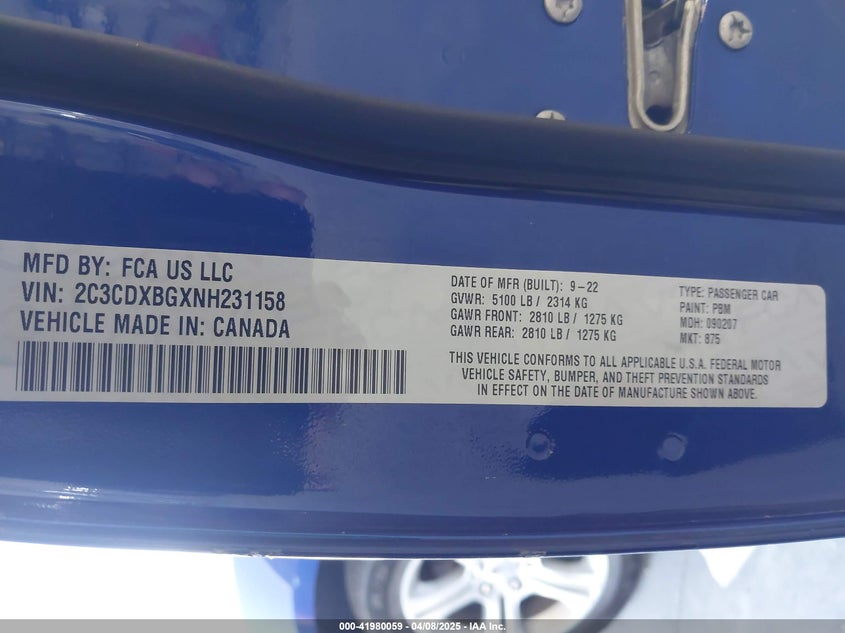 MFD BY: FCA US LLC
VIN: 2C3CDXBGXNH231158
VEHICLE MADE IN: CANADA
DATE OF MFR (BUILT): 9-22
GVWR: 5100 LB / 2314 KG
GAWR FRONT: 2810 LB / 1275 KG
GAWR REAR: 2810 LB / 1275 KG
TYPE: PASSENGER CAR
PAINT: PBM
MDH: 090207
MKT: 875
THIS VEHICLE CONFORMS TO ALL APPLICABLE U.S.A. FEDERAL MOTOR
VEHICLE SAFETY, BUMPER, AND THEFT PREVENTION STANDARDS
IN EFFECT ON THE DATE OF MANUFACTURE SHOWN ABOVE.
000-41980059 - 04/08/2025 - IAA Inc.